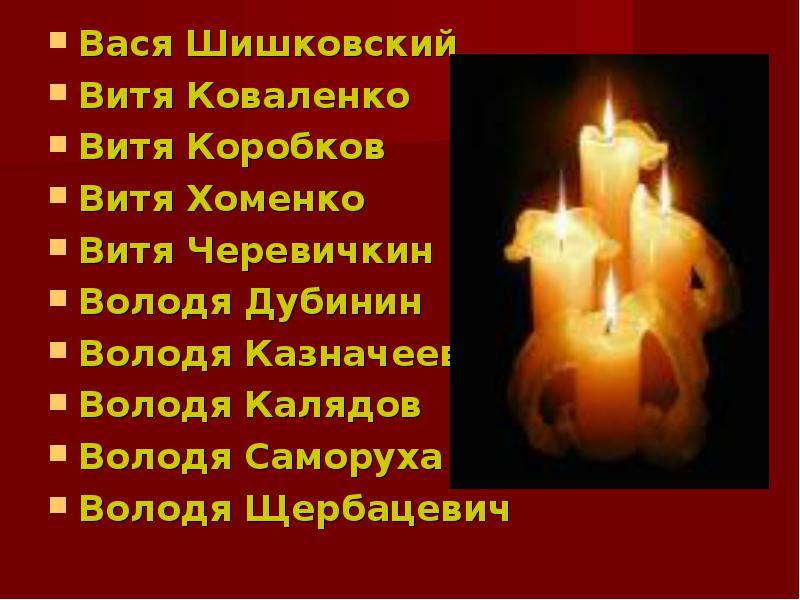 Вася Шишковский
Витя Коваленко
Витя Коробков
Витя Хоменко
Витя Черевичкин
Володя Дубинин
Володя Казначеев
Володя Калядов
Володя Саморуха
Володя Щербацевич